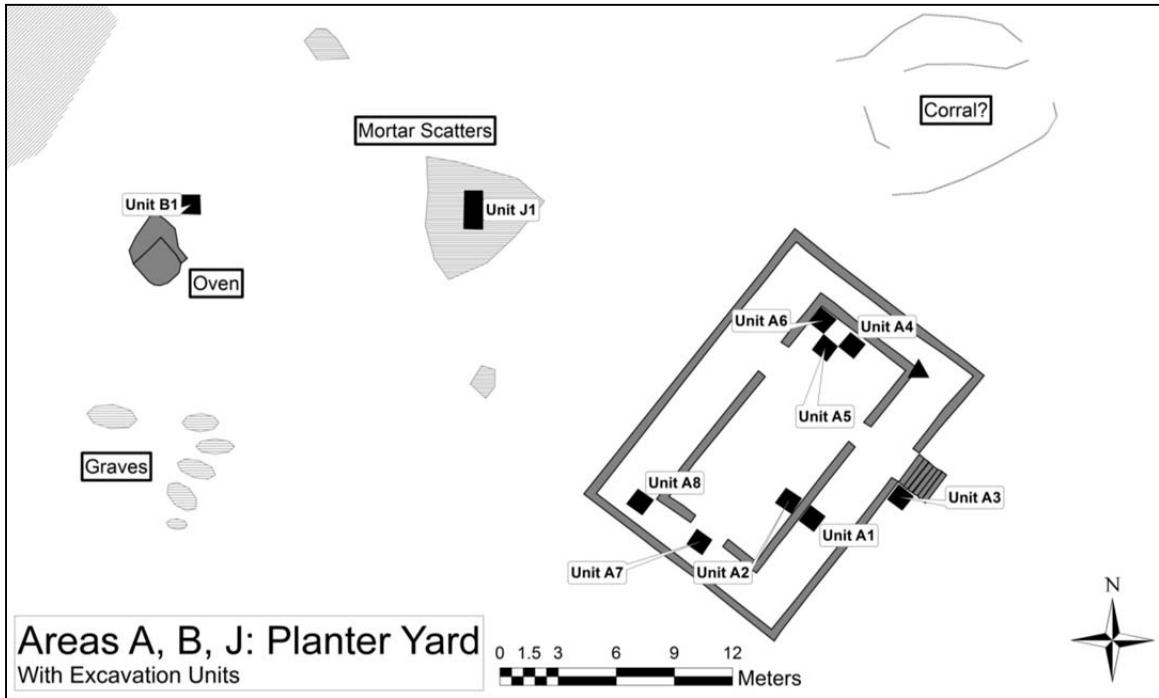 Corral?
Mortar Scatters
Unit B1
Unit J1
Oven
Unit A6
Unit A4
Unit A5
Graves
Unit A8
Unit A3
Unit A1
Unit A7
Unit A2
N
Areas A, B, J: Planter Yard
With Excavation Units
0 1.5 3 6 9 12
Meters